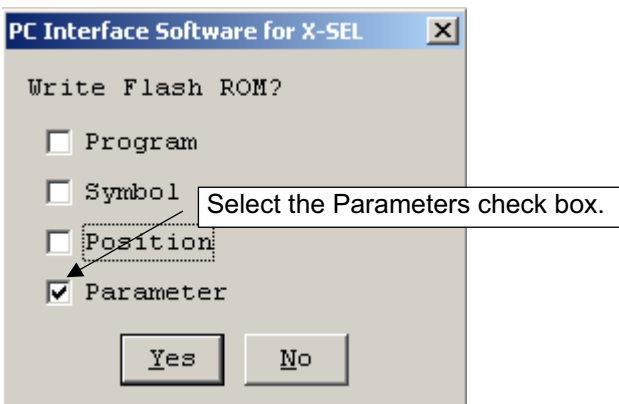 PC Interface Software for X-SEL
Write Flash ROM?
Program
Symbol
Select the Parameters check box.
Position
Parameter
Yes No